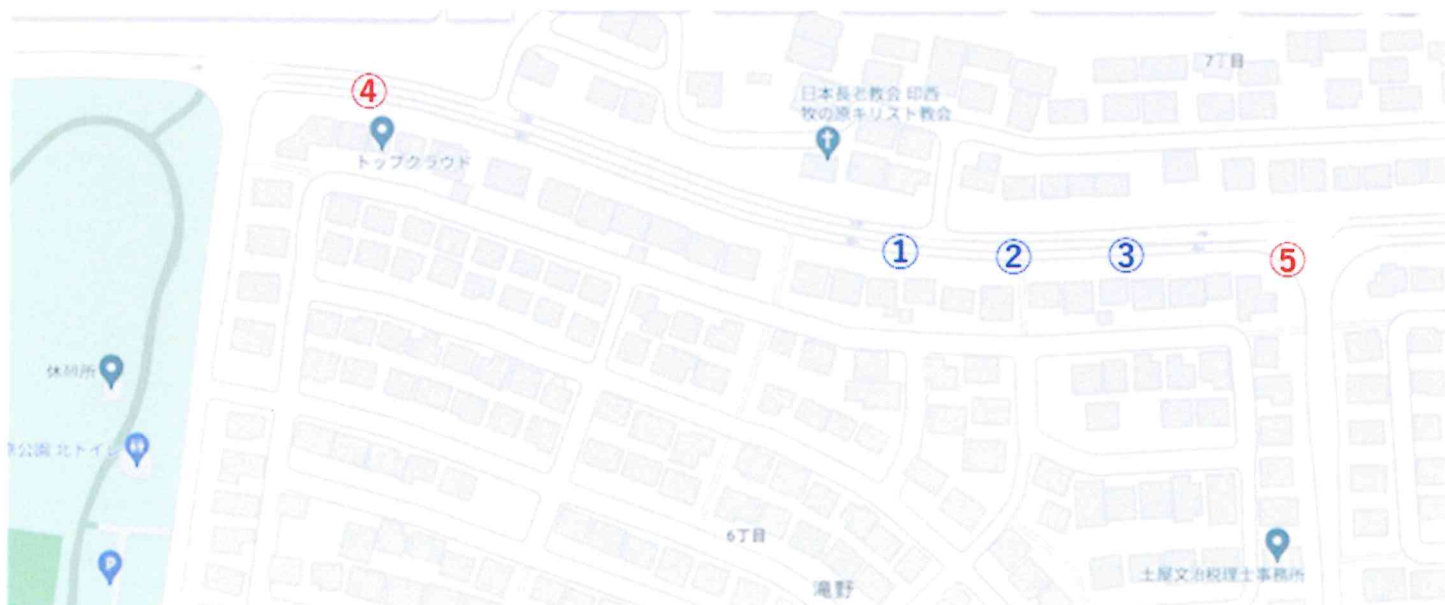 7丁目
④
日本長老教会 印西
牧の原キリスト教会
トップクラウド
①
②
③
⑤
休憩所
原公園 北トイレ
6丁目
P
滝野
土屋文治税理士事務所